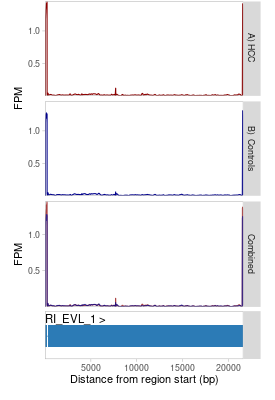 FPM
1.0
0.5
A) HCC
1.0
0.5
B) Controls
FPM
1.0
0.5
Combined
RI_EVL_1 >
5000 10000 15000 20000
Distance from region start (bp)